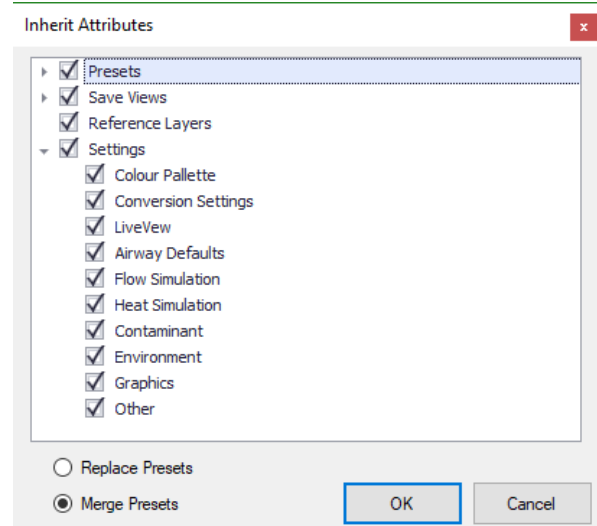 Inherit Attributes
x
Presets
Save Views
Reference Layers
Settings
Colour Pallette
Conversion Settings
LiveVew
Airway Defaults
Flow Simulation
Heat Simulation
Contaminant
Environment
Graphics
Other
Replace Presets
Merge Presets
OK
Cancel